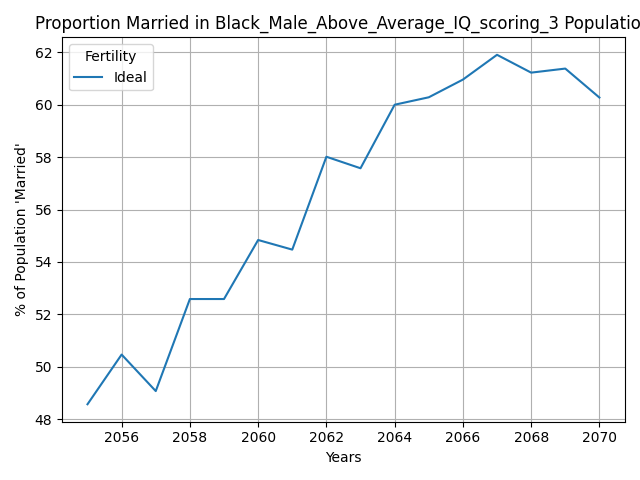 Proportion Married in Black_Male_Above_Average_IQ_scoring_3 Populatio
Fertility
Ideal
% of Population 'Married'
62
60
58
56
54
52
50
48
2056 2058 2060 2062 2064 2066 2068 2070
Years